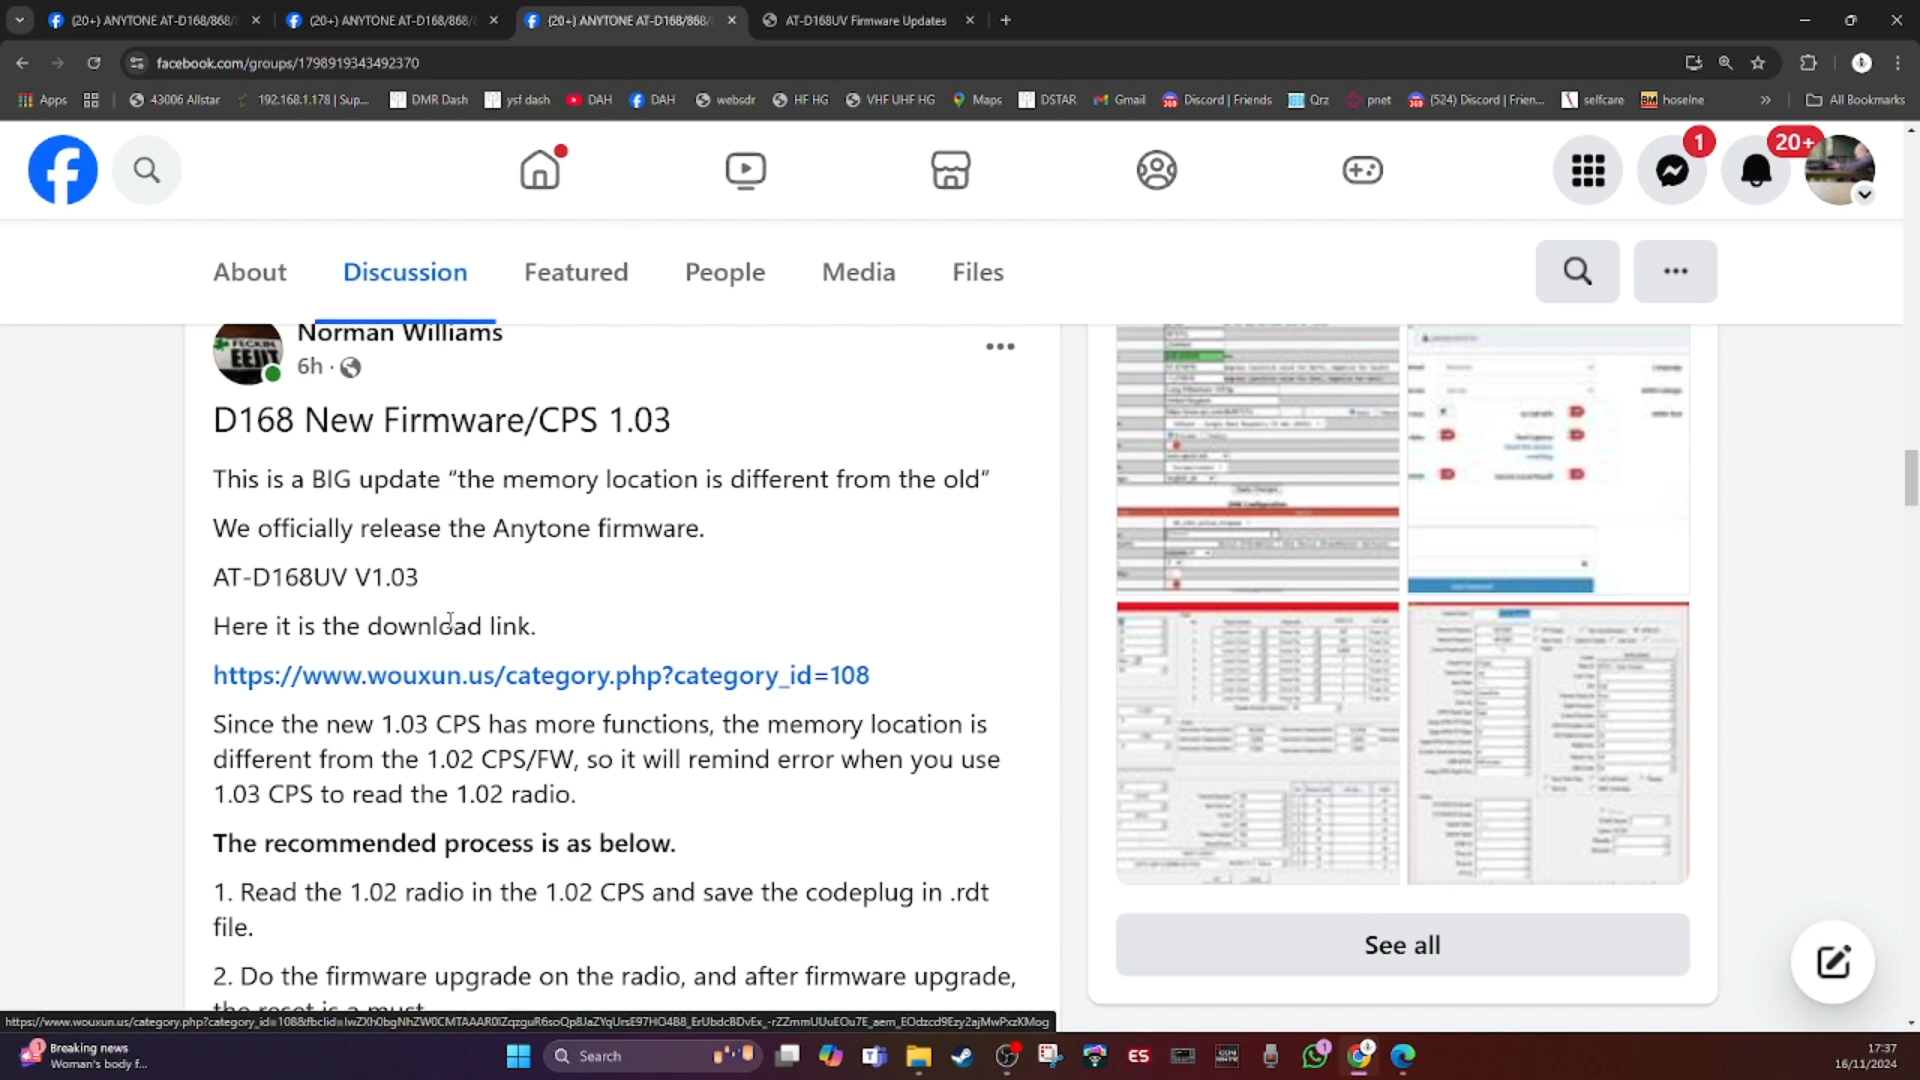 (20+) ANYTONE AT-D168/868/
(20+) ANYTONE AT-D168/868/
(20+) ANYTONE AT-D168/868/
AT-D168UV Firmware Updates
facebook.com/groups/1798919343492370
Apps
43006 Allstar
192.168.1.178 | Sup...
DMR Dash
ysf dash
DAH
DAH
websdr
HF HG
VHF UHF HG
Maps
DSTAR
Gmail
Discord | Friends
Qrz
pnet
(524) Discord | Frien...
selfcare
hoselne
All Bookmarks
1
20+
About
Discussion
Featured
People
Media
Files
Norman Williams
6h ·
D168 New Firmware/CPS 1.03
This is a BIG update “the memory location is different from the old“
We officially release the Anytone firmware.
AT-D168UV V1.03
Here it is the download link.
https://www.wouxun.us/category.php?category_id=108
Since the new 1.03 CPS has more functions, the memory location is
different from the 1.02 CPS/FW, so it will remind error when you use
1.03 CPS to read the 1.02 radio.
The recommended process is as below.
1. Read the 1.02 radio in the 1.02 CPS and save the codeplug in .rdt
file.
2. Do the firmware upgrade on the radio, and after firmware upgrade,
the reset is a must
See all
Breaking news
Woman's body f...
Search
ES
17:37
16/11/2024